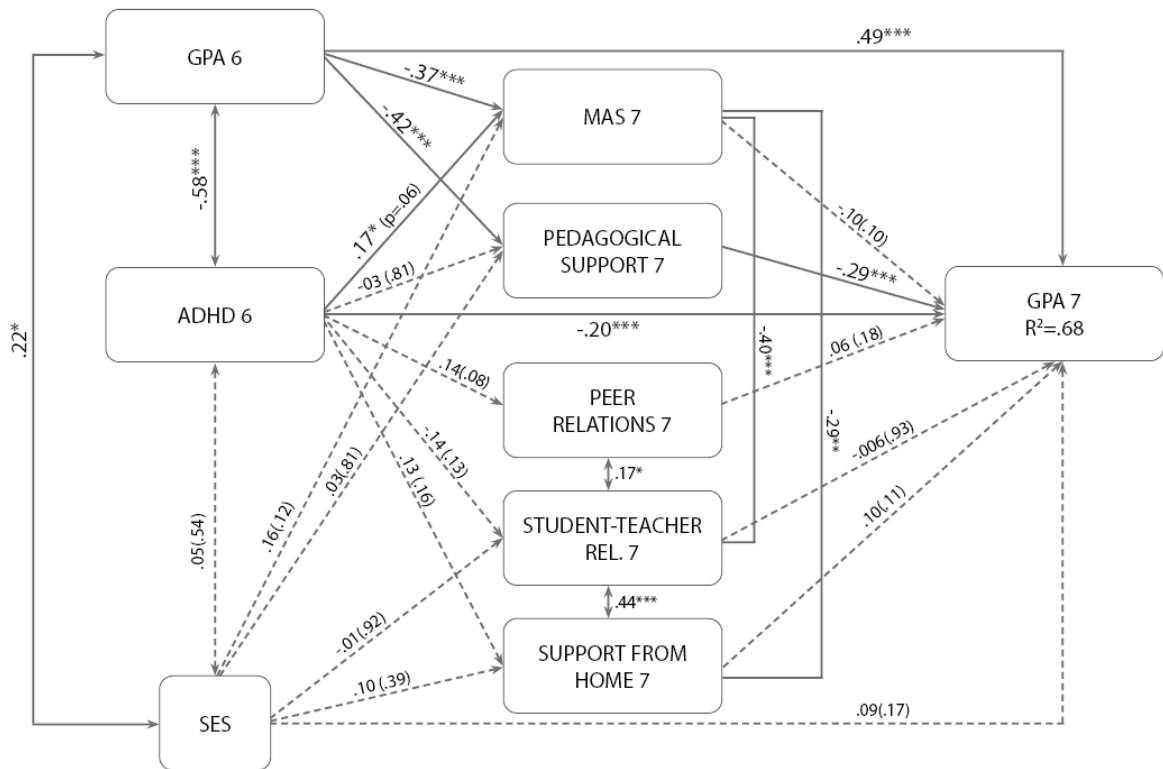 GPA 6
.49***
-.37***
MAS 7
-.42***
-.58***
.17* (p=.06)
-.10(.10)
PEDAGOGICAL
SUPPORT 7
-03 (.81)
-.29***
ADHD 6
GPA 7
R²=.68
-.20***
.22*
-.40***
.06 (.18)
.14(.08)
PEER
RELATIONS 7
-.29**
-.14 (.13)
.13 (.16)
.17*
-.006(.93)
.16(.12)
.03(.81)
.05(.54)
STUDENT-TEACHER
REL. 7
.10(.11)
.44***
-.01(.92)
SUPPORT FROM
HOME 7
.10 (.39)
SES
.09(.17)